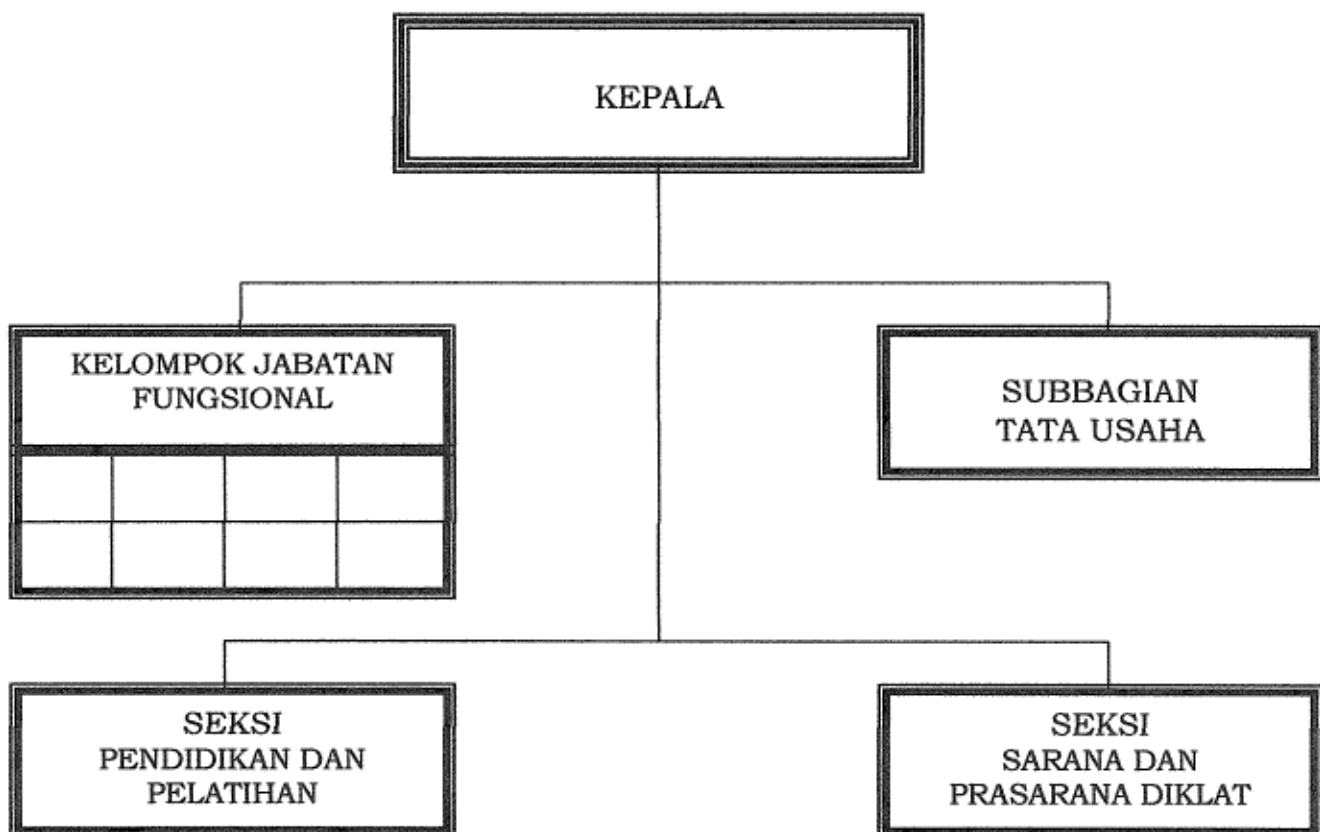 KEPALA
KELOMPOK JABATAN
FUNGSIONAL
SUBBAGIAN
TATA USAHA
SEKSI
PENDIDIKAN DAN
PELATIHAN
SEKSI
SARANA DAN
PRASARANA DIKLAT